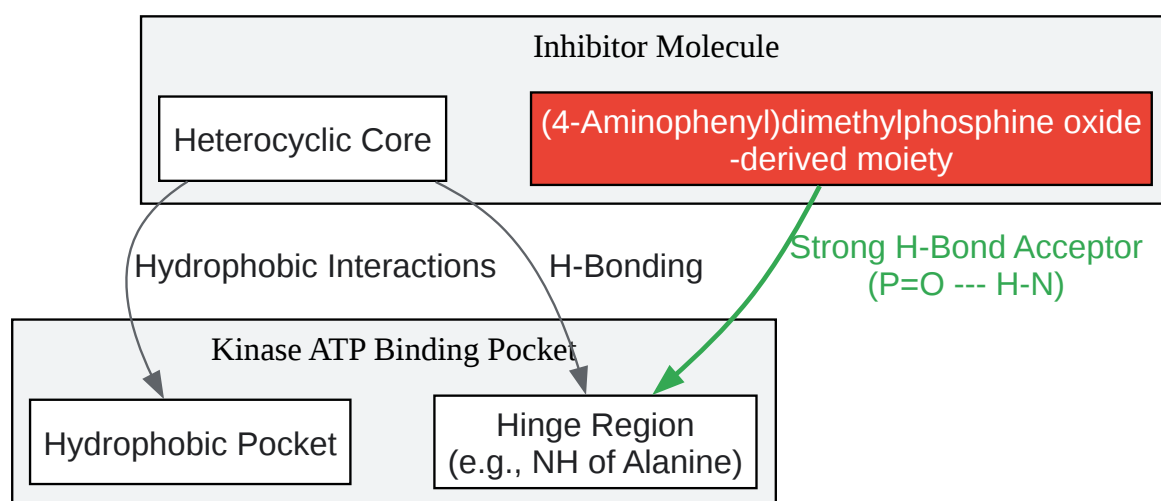 Inhibitor Molecule
Heterocyclic Core
(4-Aminophenyl)dimethylphosphine oxide
-derived moiety
Hydrophobic Interactions
H-Bonding
Strong H-Bond Acceptor
(P=O --- H-N)
Kinase ATP Binding Pocket
Hydrophobic Pocket
Hinge Region
(e.g., NH of Alanine)